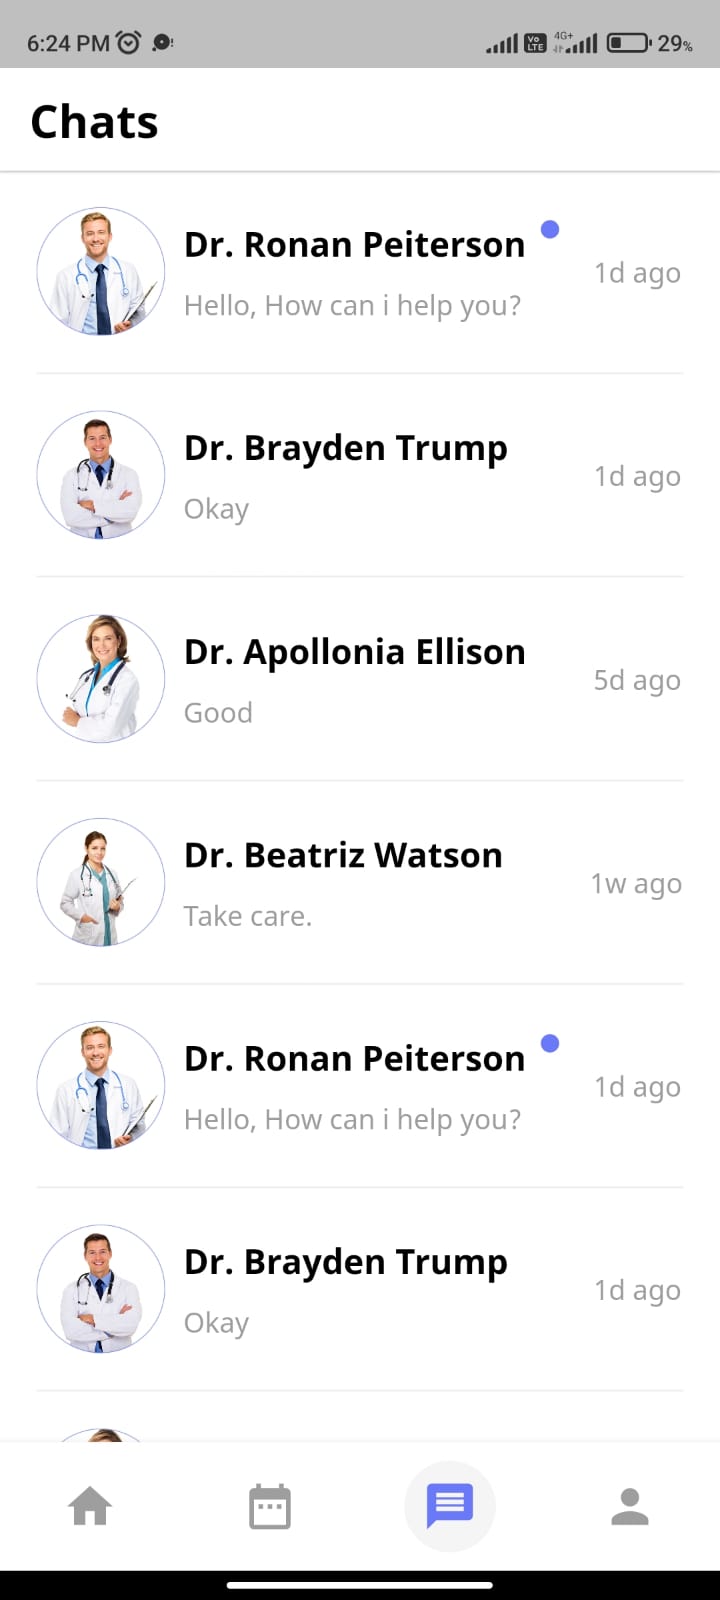 6:24 PM Vo LTE 4G+ 29%
Chats
Dr. Ronan Peiterson
1d ago
Hello, How can i help you?
Dr. Brayden Trump
1d ago
Okay
Dr. Apollonia Ellison
5d ago
Good
Dr. Beatriz Watson
1w ago
Take care.
Dr. Ronan Peiterson
1d ago
Hello, How can i help you?
Dr. Brayden Trump
1d ago
Okay